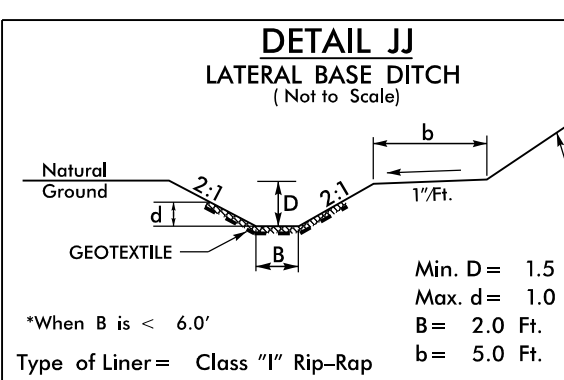 DETAIL JJ
LATERAL BASE DITCH
( Not to Scale)
b
Natural
Ground
2:1
D
2:1
1"/Ft.
d
GEOTEXTILE
B
Min. D = 1.5
Max. d = 1.0
*When B is < 6.0'
B= 2.0 Ft.
Type of Liner = Class "I" Rip-Rap
b= 5.0 Ft.